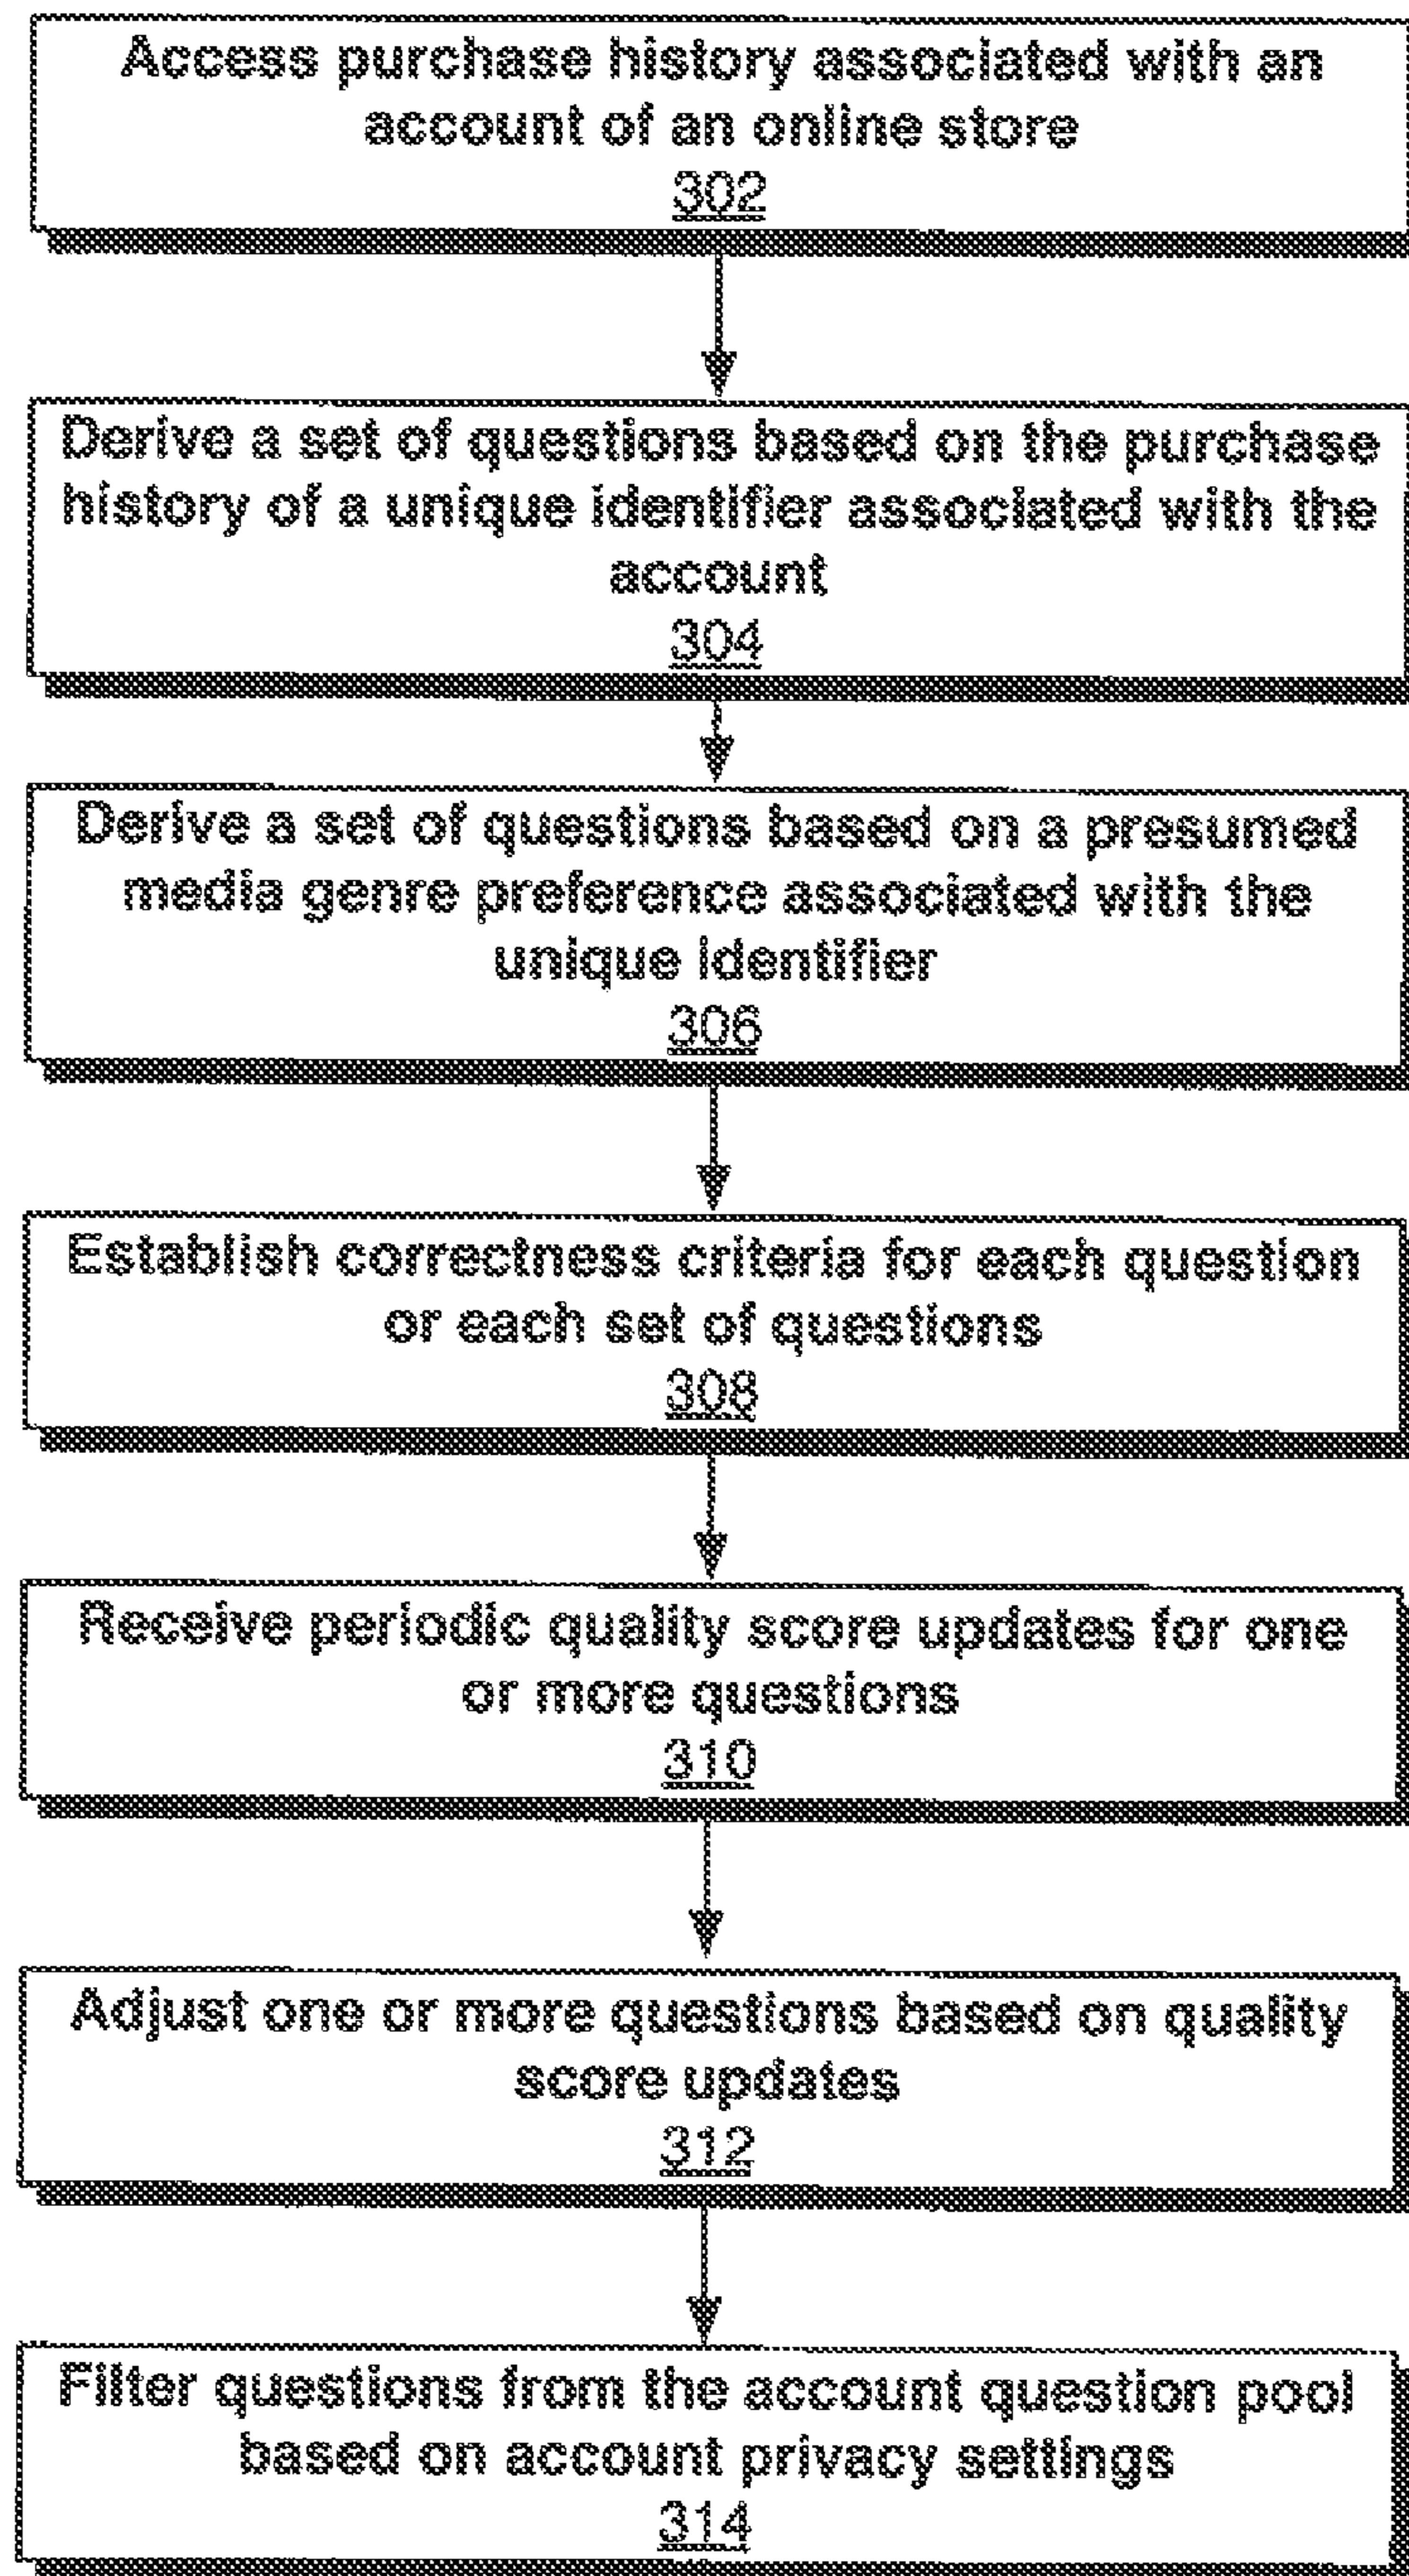 Access purchase history associated with an
account of an online store
302
Derive a set of questions based on the purchase
history of a unique identifier associated with the
account
304
Derive a set of questions based on a presumed
media genre preference associated with the
unique identifier
306
Establish correctness criteria for each question
or each set of questions
308
Receive periodic quality score updates for one
or more questions
310
Adjust one or more questions based on quality
score updates
312
Filter questions from the account question pool
based on account privacy settings
314